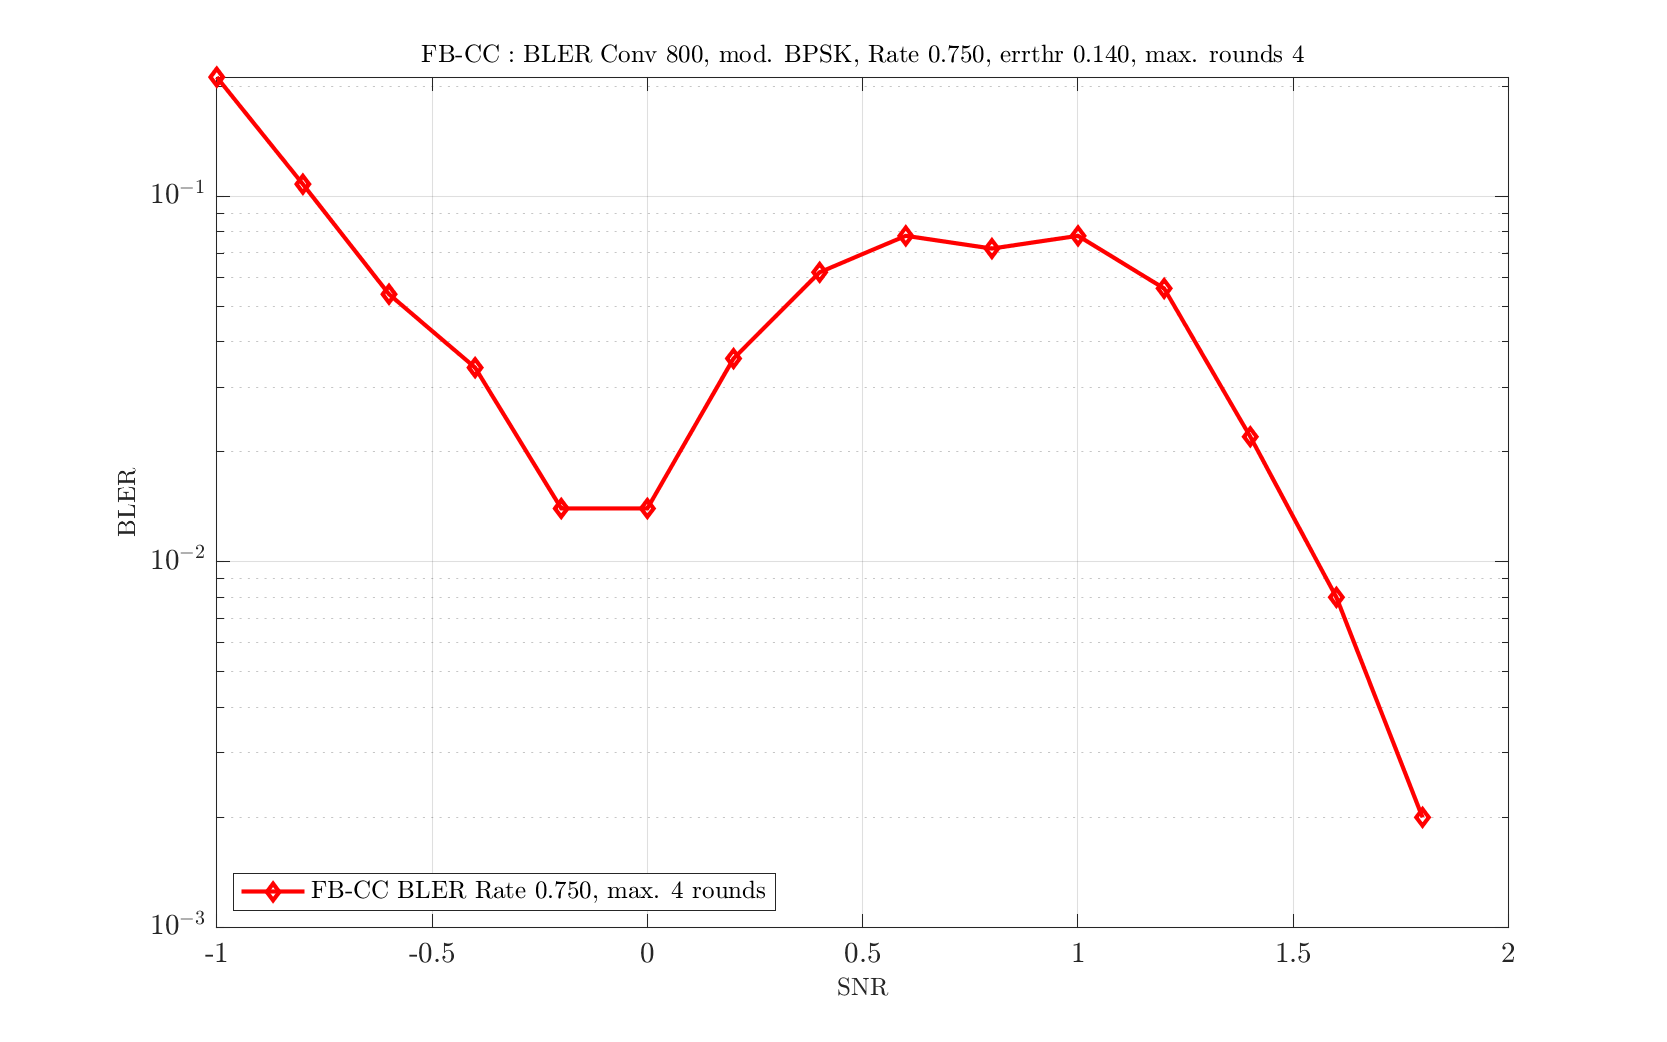 FB-CC : BLER Conv 800, mod. BPSK, Rate 0.750, errthr 0.140, max. rounds 4
10⁻¹
10⁻²
10⁻³
BLER
FB-CC BLER Rate 0.750, max. 4 rounds
-1 -0.5 0 0.5 1 1.5 2
SNR